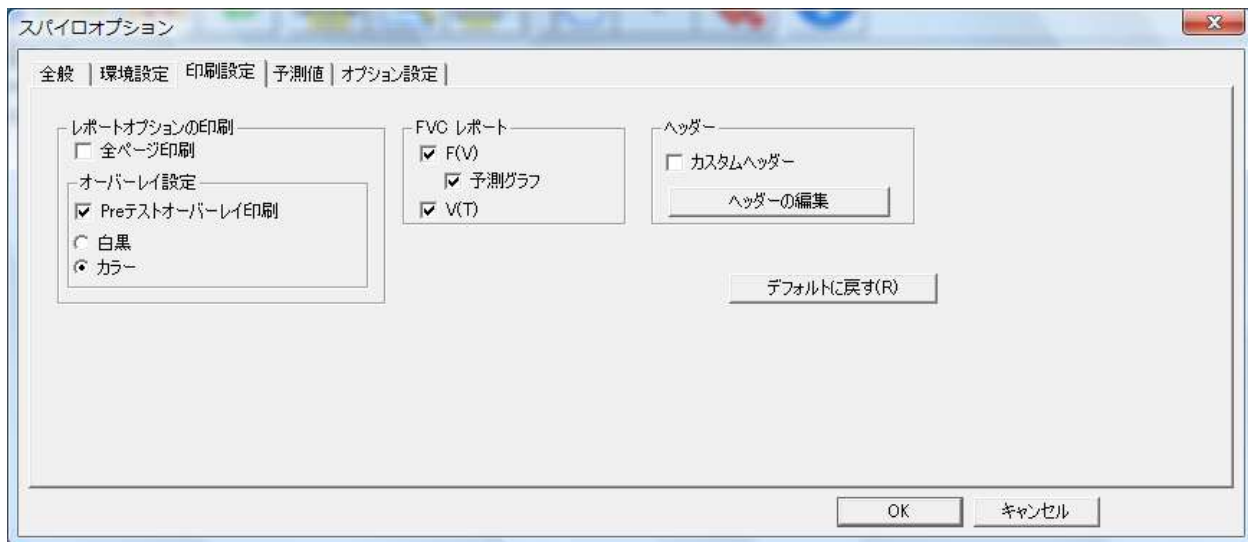 スパイロオプション
全般
環境設定
印刷設定
予測値
オプション設定
レポートオプションの印刷
全ページ印刷
オーバーレイ設定
Preテストオーバーレイ印刷
白黒
カラー
FVC レポート
F(V)
予測グラフ
V(T)
ヘッダー
カスタムヘッダー
ヘッダーの編集
デフォルトに戻す(R)
OK
キャンセル